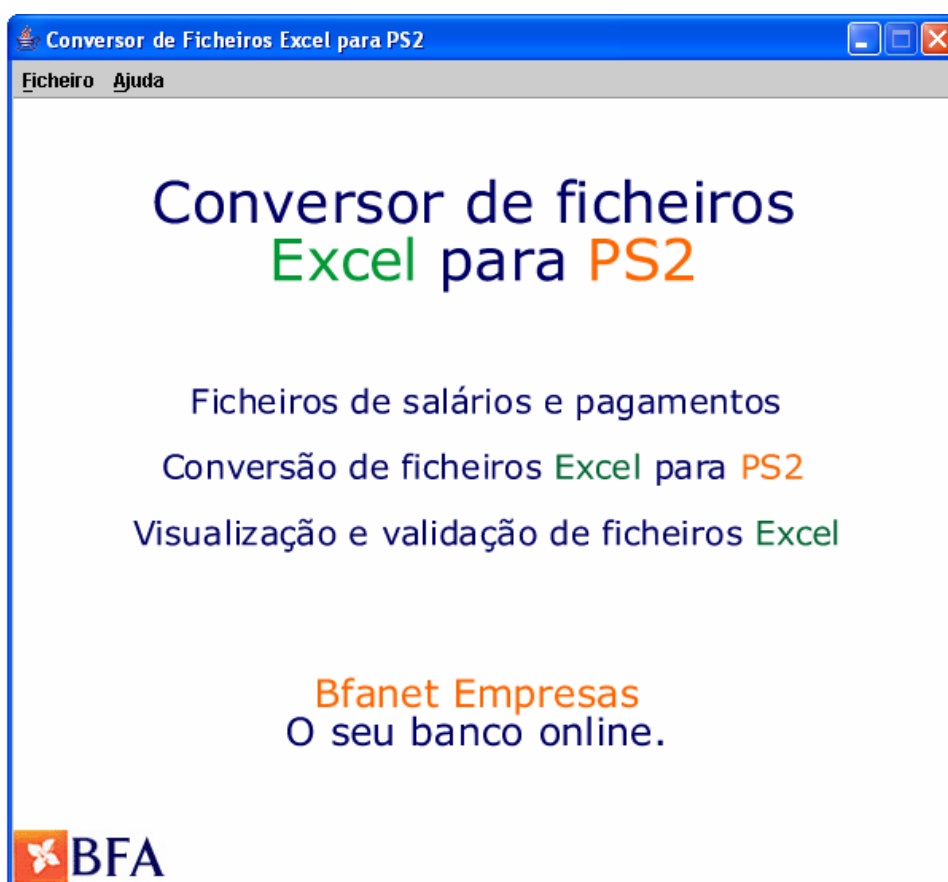 Conversor de Ficheiros Excel para PS2
Ficheiro Ajuda
Conversor de ficheiros
Excel para PS2
Ficheiros de salários e pagamentos
Conversão de ficheiros Excel para PS2
Visualização e validação de ficheiros Excel
Bfanet Empresas
O seu banco online.
BFA